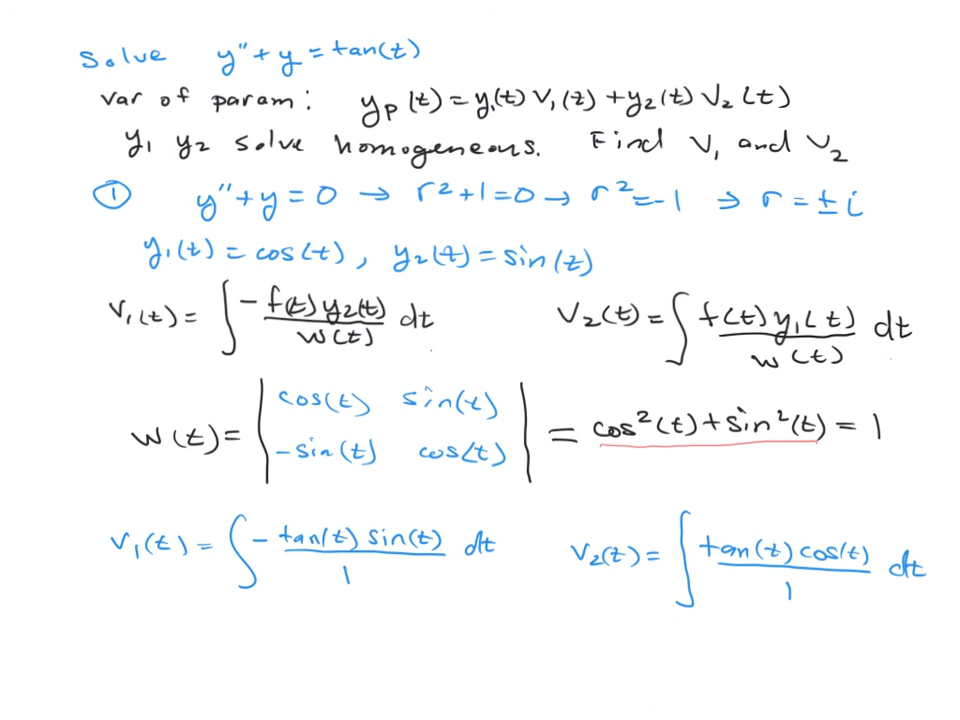 Solve y"+y=tan(t)
Var of param: yₚ(t)=y₁(t)V₁(t)+y₂(t)V₂(t)
y₁ y₂ solve homogeneous. Find V₁ and V₂
① y"+y=0 → r²+1=0 → r²=-1 ⇒ r=±i
y₁(t)=cos(t), y₂(t)=sin(t)
V₁(t)=∫-f(t)y₂(t)/W(t) dt V₂(t)=∫f(t)y₁(t)/W(t) dt
W(t)=|cos(t) sin(t)
-sin(t) cos(t)|=cos²(t)+sin²(t)=1
V₁(t)=∫-tan(t)sin(t)/1 dt V₂(t)=∫tan(t)cos(t)/1 dt